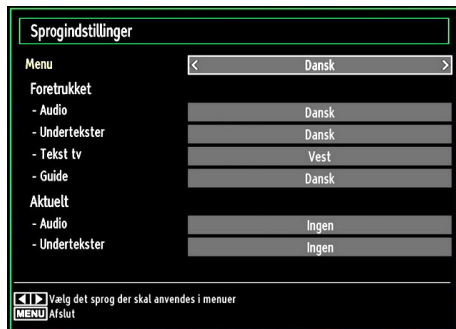 Sprogindstillinger
Menu < Dansk >
Foretrukket
- Audio Dansk
- Undertekster Dansk
- Tekst tv Vest
- Guide Dansk
Aktuelt
- Audio Ingen
- Undertekster Ingen
Vælg det sprog der skal anvendes i menuer
MENU Afslut